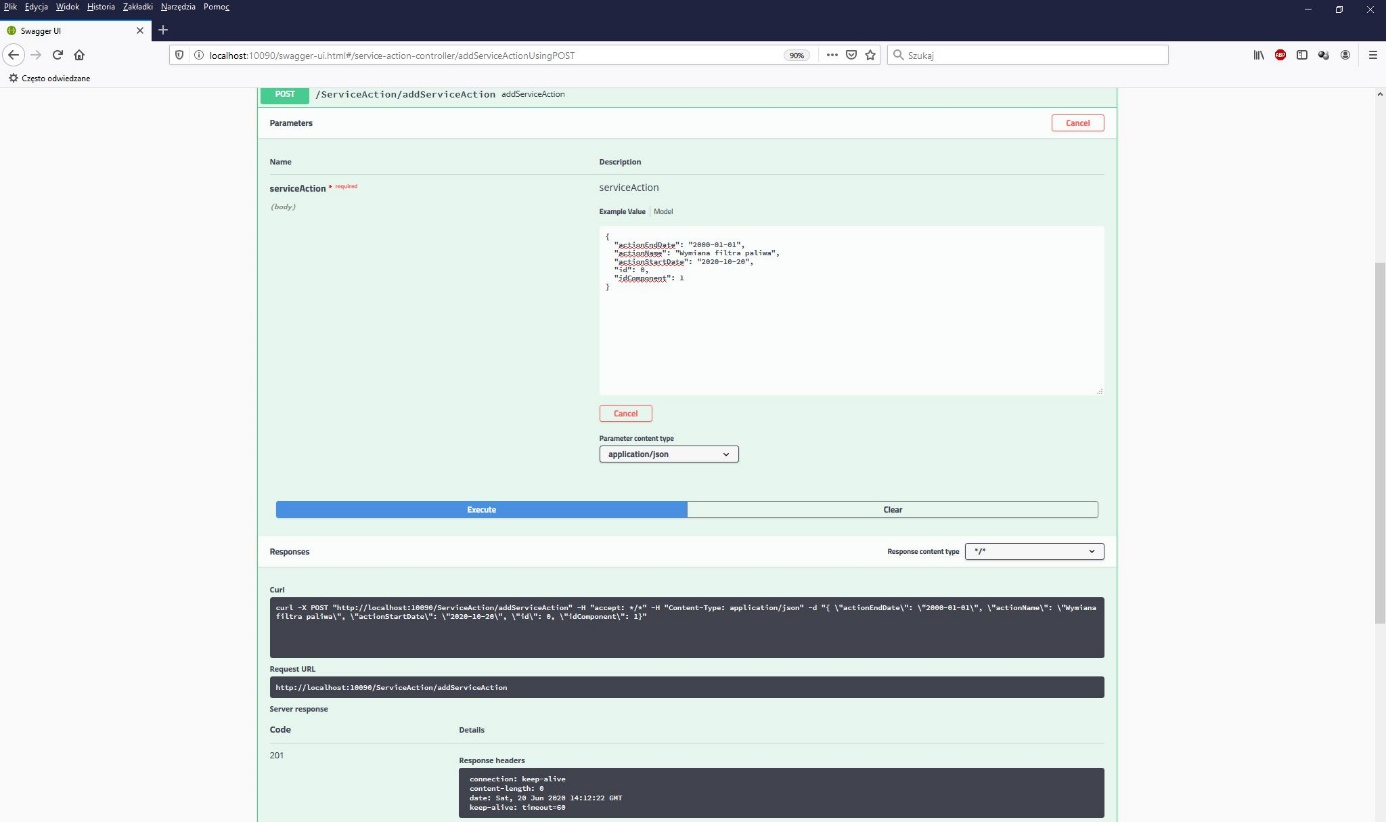 Plik Edycja Widok Historia Zakładki Narzędzia Pomoc
Swagger UI
localhost:10090/swagger-ui.html#/service-action-controller/addServiceActionUsingPOST
90%
Szukaj
ABP
Często odwiedzane
POST /ServiceAction/addServiceAction addServiceAction
Parameters
Cancel
Name
Description
serviceAction * required
(body)
serviceAction
Example Value | Model
{
"actionEndDate": "2000-01-01",
"actionName": "Wymiana filtra paliwa",
"actionStartDate": "2020-10-20",
"id": 0,
"idComponent": 1
}
Cancel
Parameter content type
application/json
Execute
Clear
Responses
Response content type
*/*
Curl
curl -X POST "http://localhost:10090/ServiceAction/addServiceAction" -H "accept: */*" -H "Content-Type: application/json" -d "{ \"actionEndDate\": \"2000-01-01\", \"actionName\": \"Wymiana
filtra paliwa\", \"actionStartDate\": \"2020-10-20\", \"id\": 0, \"idComponent\": 1}"
Request URL
http://localhost:10090/ServiceAction/addServiceAction
Server response
Code
Details
201
Response headers
connection: keep-alive
content-length: 0
date: Sat, 20 Jun 2020 14:12:22 GMT
keep-alive: timeout=60